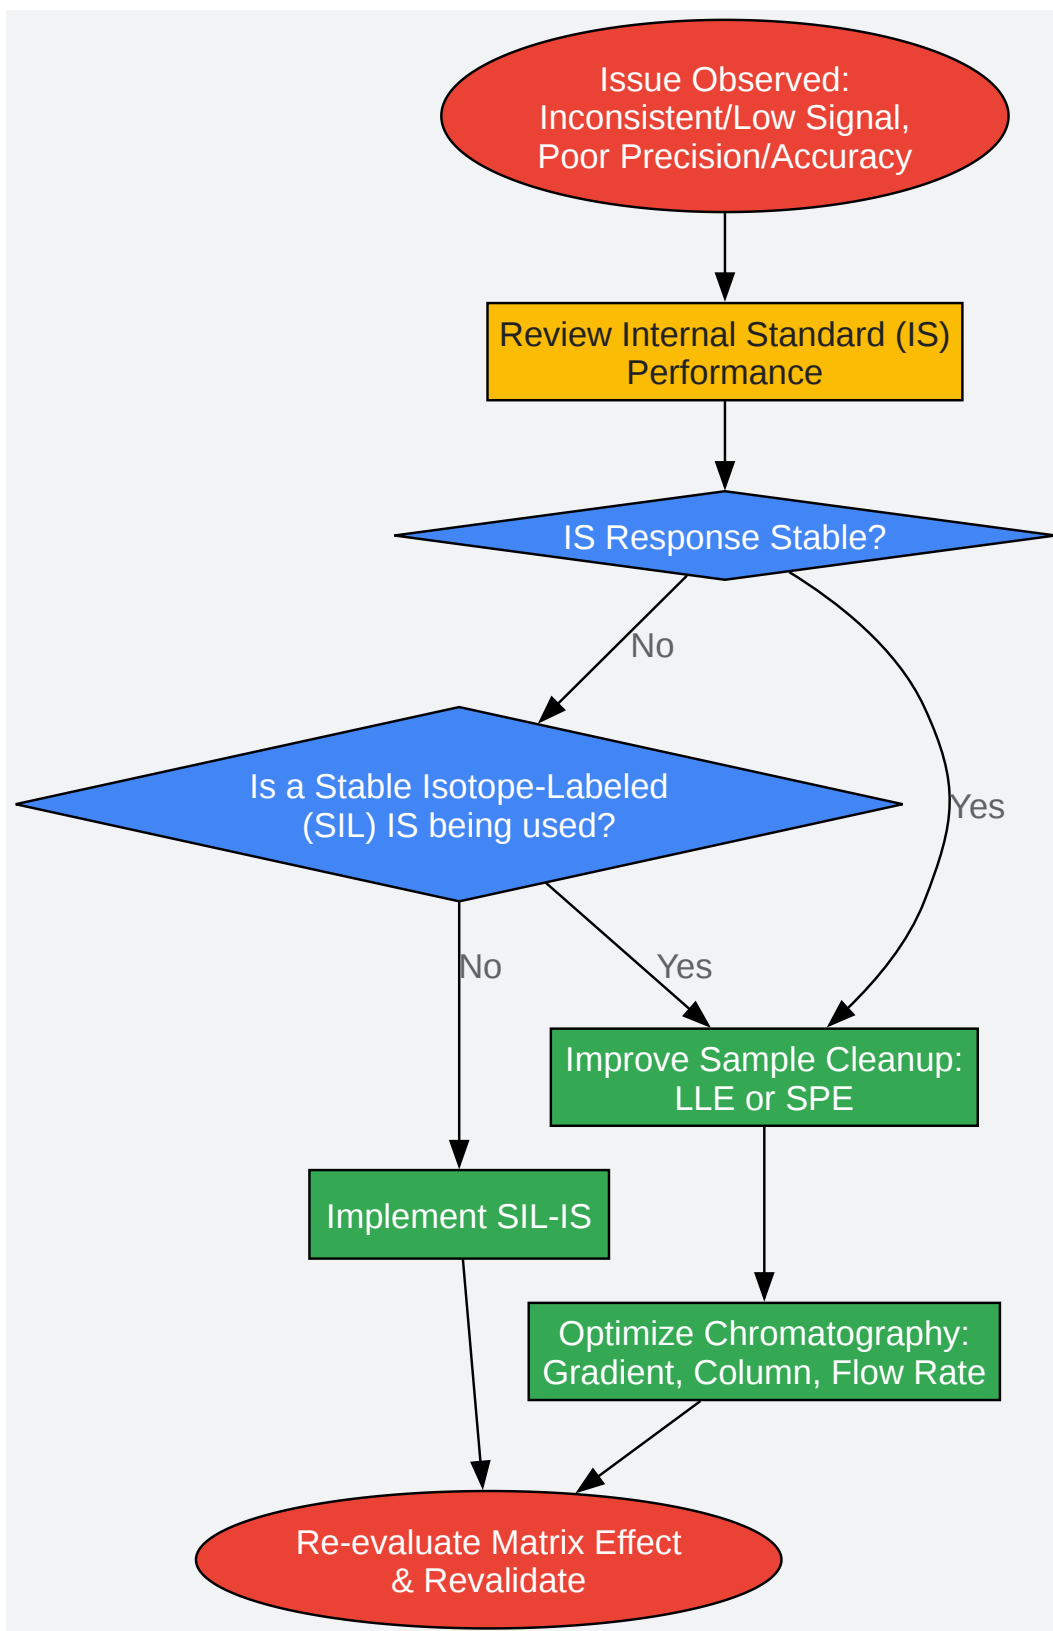 Issue Observed:
Inconsistent/Low Signal,
Poor Precision/Accuracy
Review Internal Standard (IS)
Performance
IS Response Stable?
No
Is a Stable Isotope-Labeled
(SIL) IS being used?
Yes
No
Yes
Improve Sample Cleanup:
LLE or SPE
Implement SIL-IS
Optimize Chromatography:
Gradient, Column, Flow Rate
Re-evaluate Matrix Effect
& Revalidate